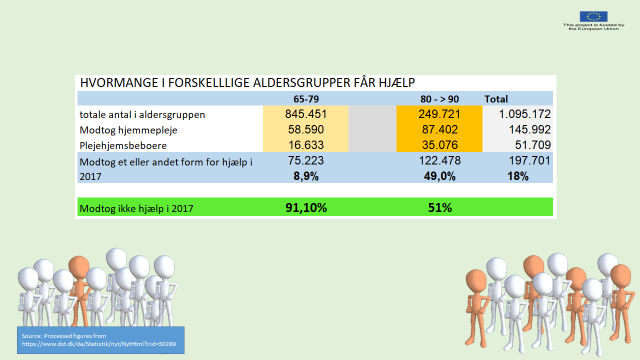 This project is funded by
the European Union
HVORMANGE I FORSKELLLIGE ALDERSGRUPPER FÅR HJÆLP
65-79 80 - > 90 Total
totale antal i aldersgruppen 845.451 249.721 1.095.172
Modtog hjemmepleje 58.590 87.402 145.992
Plejehjemsbeboere 16.633 35.076 51.709
Modtog et eller andet form for hjælp i 75.223 122.478 197.701
2017 8,9% 49,0% 18%
Modtog ikke hjælp i 2017 91,10% 51%
Source: Processed figures from
https://www.dst.dk/da/Statistik/nyt/NytHtml?cid=30289